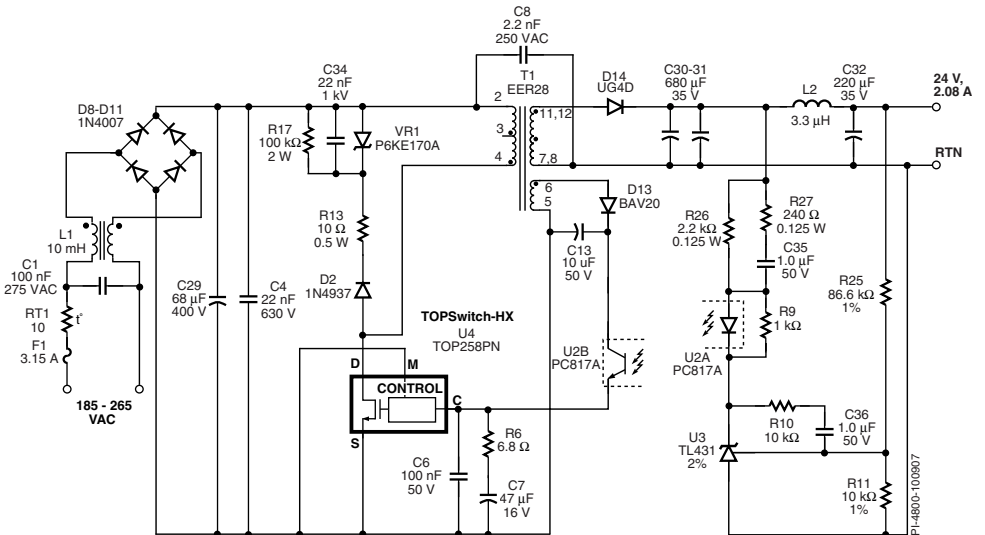 C8
2.2 nF
250 VAC
T1
EER28
D14
UG4D
C30-31
680 µF
35 V
C32
220 µF
35 V
L2
3.3 µH
24 V,
2.08 A
RTN
C34
22 nF
1 kV
D8-D11
1N4007
R17
100 kΩ
2 W
VR1
P6KE170A
2
3
4
11,12
7,8
6
5
D13
BAV20
C13
10 uF
50 V
R13
10 Ω
0.5 W
D2
1N4937
L1
10 mH
C1
100 nF
275 VAC
RT1
10
t°
F1
3.15 A
185 - 265
VAC
C29
68 µF
400 V
C4
22 nF
630 V
TOPSwitch-HX
U4
TOP258PN
D
M
CONTROL
C
S
C6
100 nF
50 V
R6
6.8 Ω
C7
47 µF
16 V
U2B
PC817A
R26
2.2 kΩ
0.125 W
R27
240 Ω
0.125 W
C35
1.0 µF
50 V
R25
86.6 kΩ
1%
R9
1 kΩ
U2A
PC817A
R10
10 kΩ
C36
1.0 µF
50 V
U3
TL431
2%
R11
10 kΩ
1%
PI-4800-100907